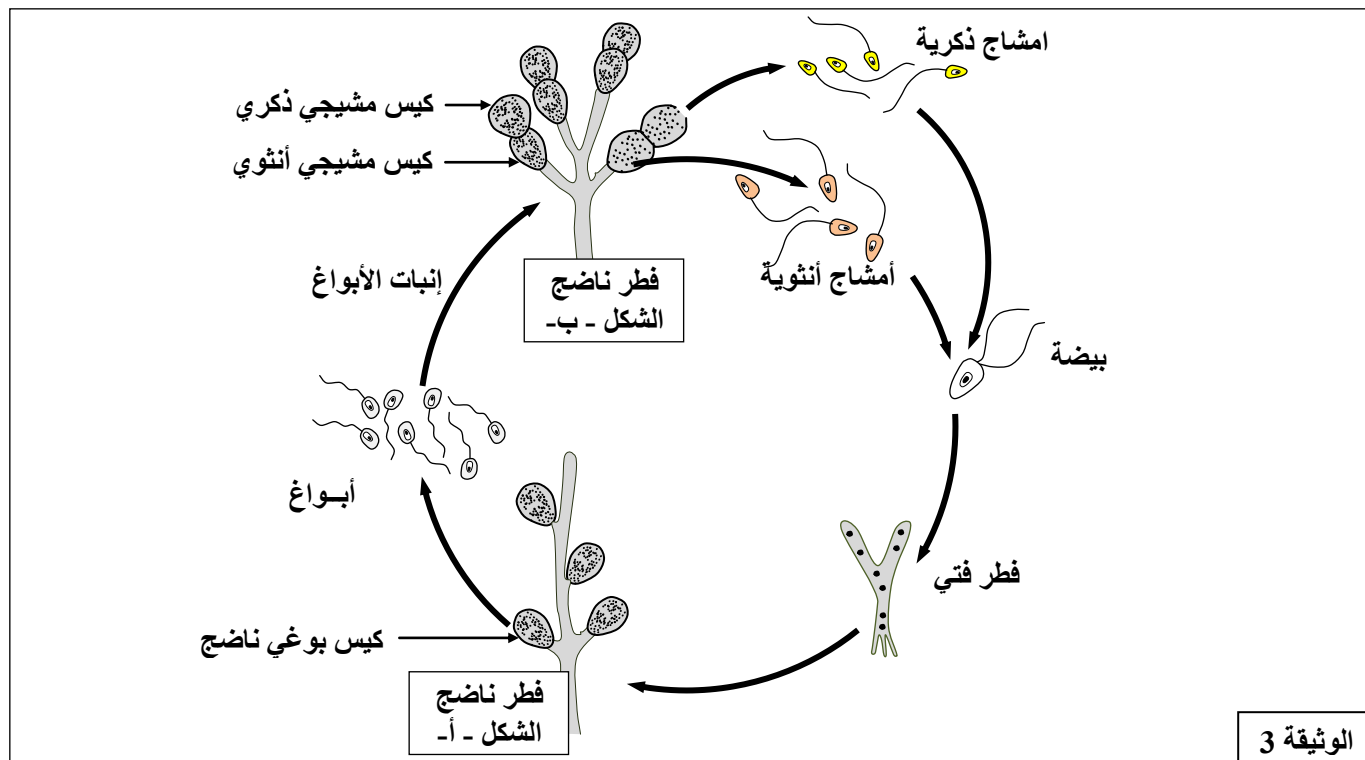 امشاج ذكرية
كيس مشيجي ذكري
كيس مشيجي أنثوي
أمشاج أنثوية
إنبات الأبواغ
فطر ناضج
الشكل - ب-
بيضة
أبــواغ
فطر فتي
كيس بوغي ناضج
فطر ناضج
الشكل - أ-
الوثيقة 3